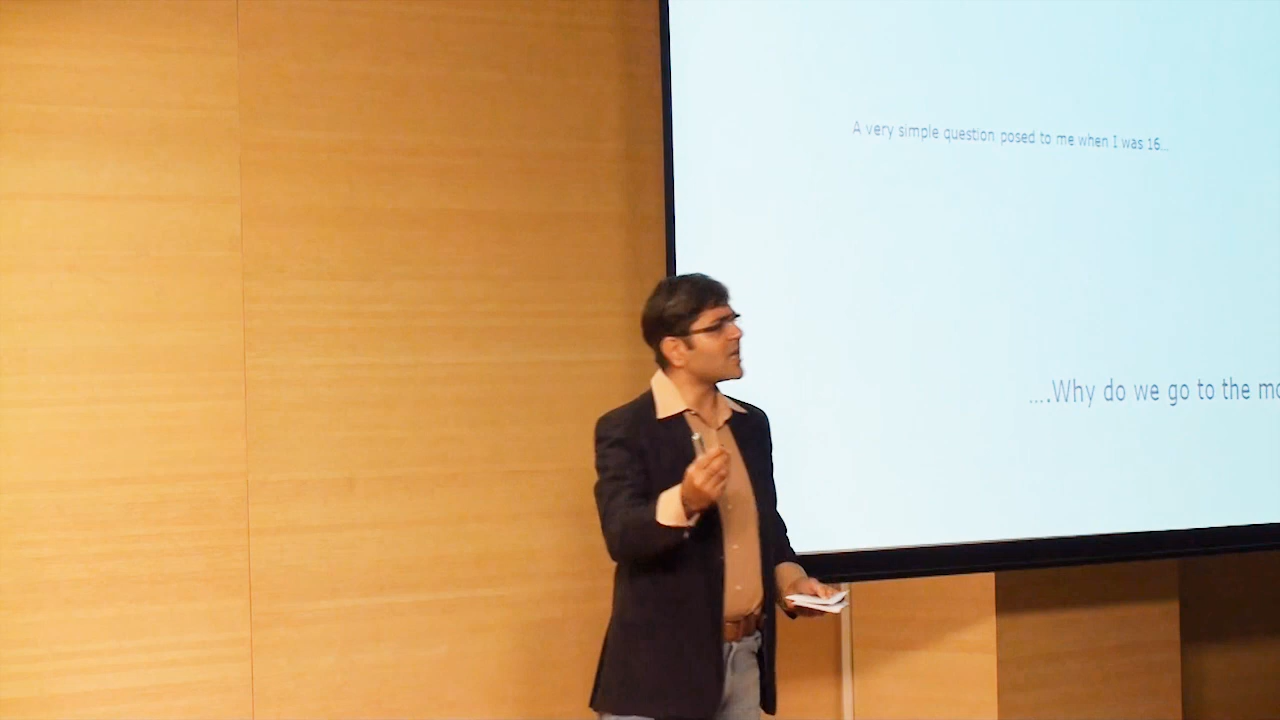 A very simple question posed to me when I was 16...
....Why do we go to the